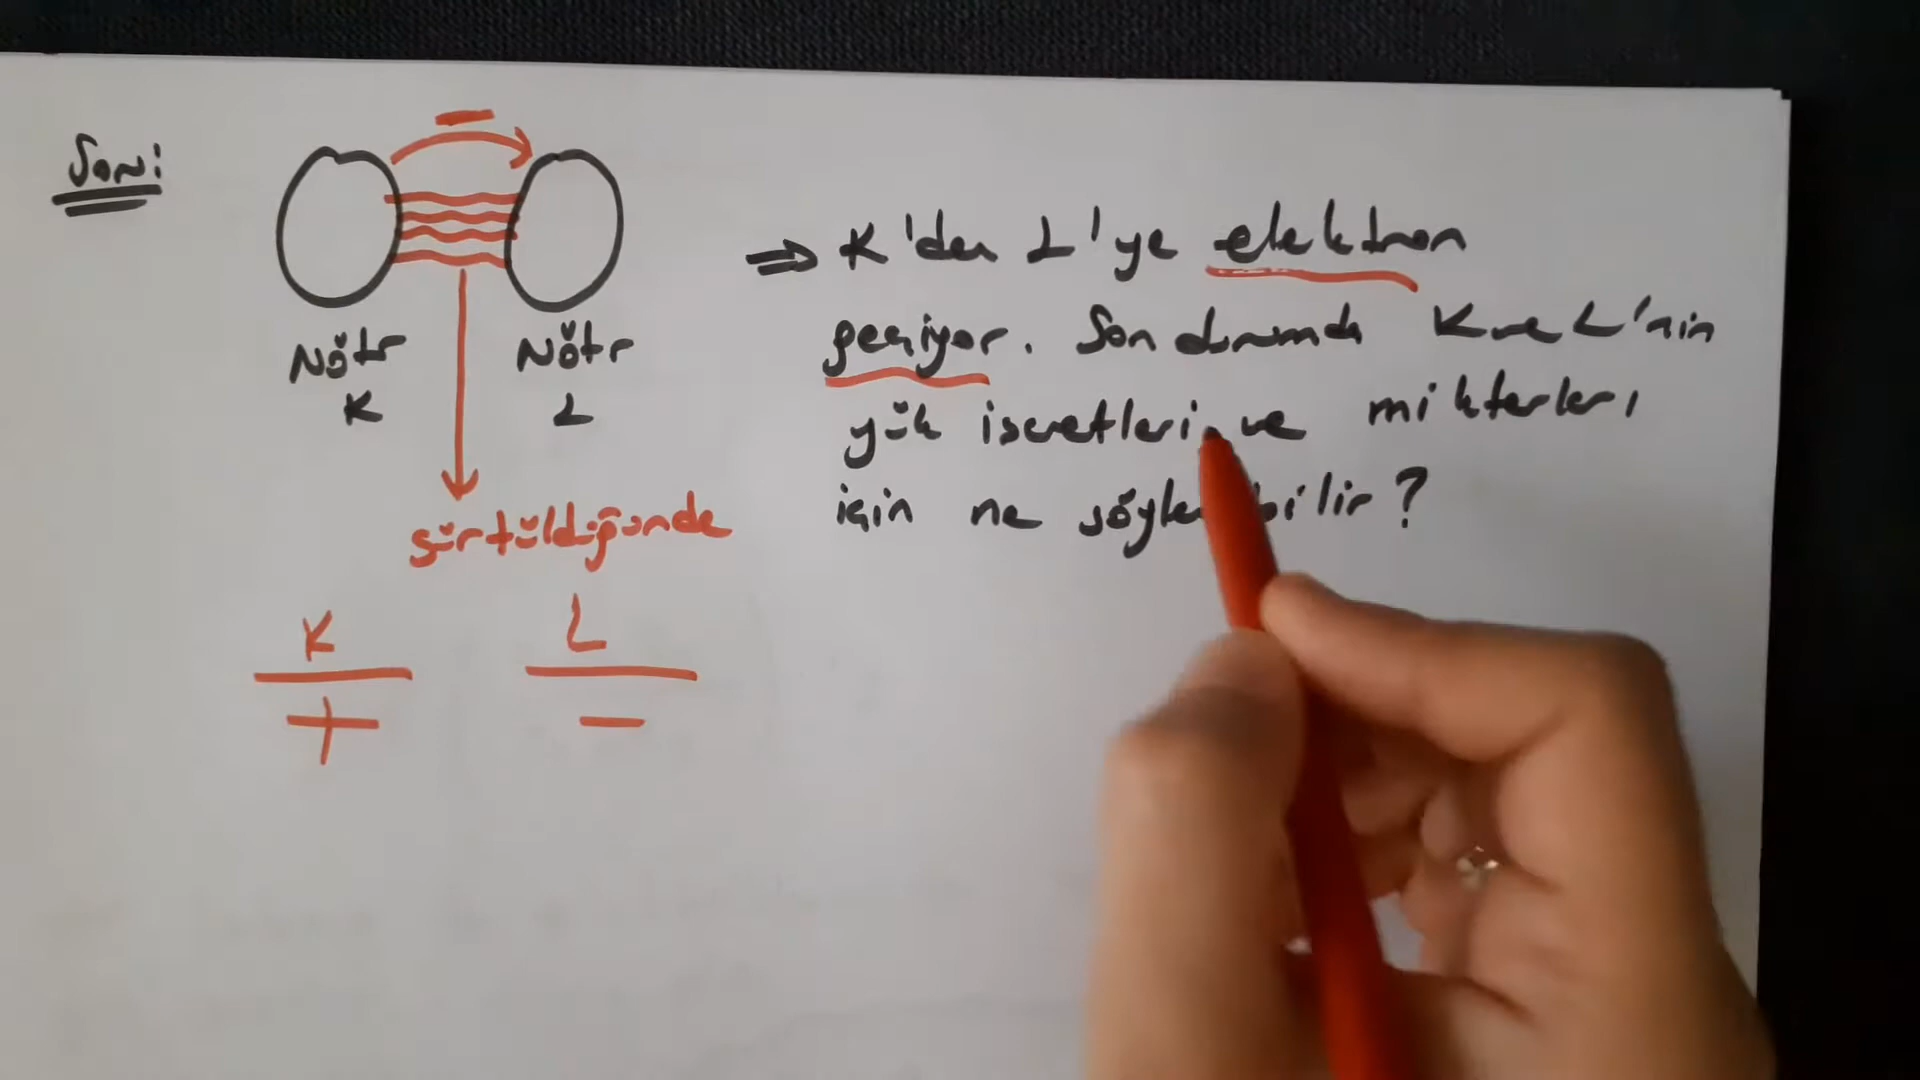 Soru:
Nötr
K
Nötr
L
sürtüldüğünde
K
L
+
−
⇒ K'den L'ye elektron
geçiyor. Son durumda K ve L'nin
yük işaretleri ve miktarları
için ne söylenebilir?